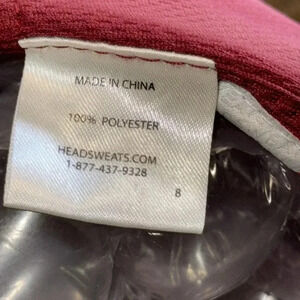 MADE IN CHINA
100% POLYESTER
HEADSWEATS.COM
1-877-437-9328
8